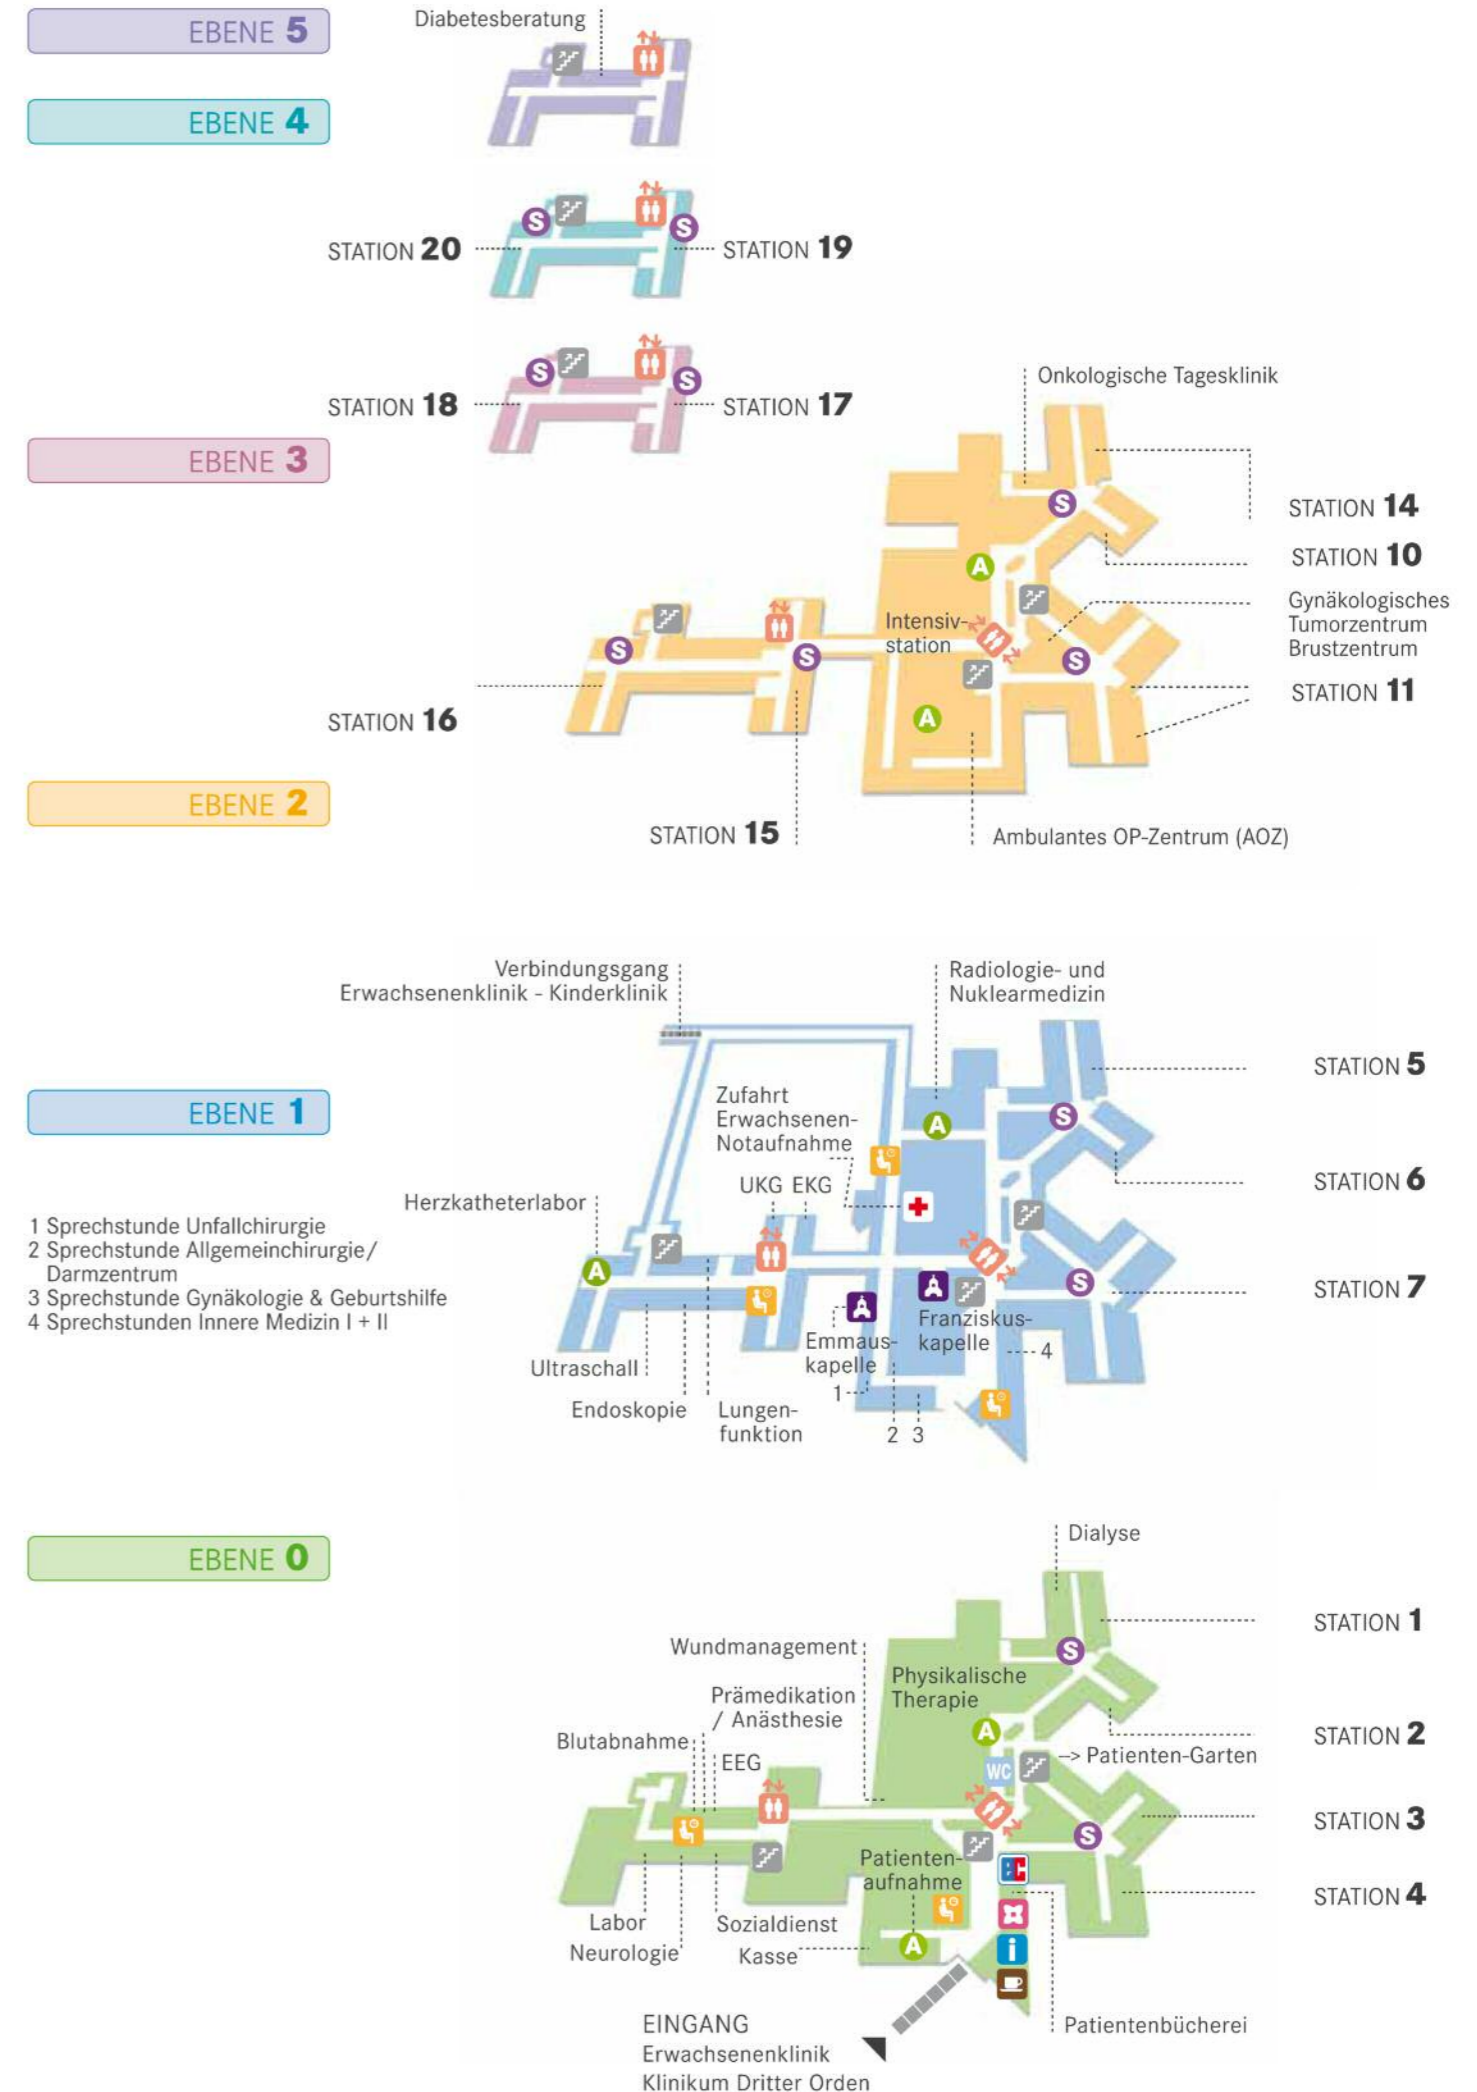 EBENE 5
Diabetesberatung
EBENE 4
S
S
STATION 20
STATION 19
S
S
STATION 18
STATION 17
EBENE 3
Onkologische Tagesklinik
S
STATION 14
STATION 10
A
Gynäkologisches
Tumorzentrum
Brustzentrum
Intensiv-
station
S
S
S
STATION 11
STATION 16
A
EBENE 2
STATION 15
Ambulantes OP-Zentrum (AOZ)
Verbindungsgang
Erwachsenenklinik - Kinderklinik
Radiologie- und
Nuklearmedizin
STATION 5
EBENE 1
Zufahrt
Erwachsenen-
Notaufnahme
A
S
STATION 6
UKG EKG
Herzkatheterlabor
1 Sprechstunde Unfallchirurgie
2 Sprechstunde Allgemeinchirurgie/
Darmzentrum
3 Sprechstunde Gynäkologie & Geburtshilfe
4 Sprechstunden Innere Medizin I + II
A
S
STATION 7
Franziskus-
kapelle
Emmaus-
kapelle
4
Ultraschall
1
Endoskopie
Lungen-
funktion
2 3
EBENE 0
Dialyse
STATION 1
Wundmanagement
S
Physikalische
Therapie
Prämedikation
/ Anästhesie
A
STATION 2
Blutabnahme
EEG
WC
--> Patienten-Garten
STATION 3
S
Patienten-
aufnahme
EC
STATION 4
Labor
Sozialdienst
Neurologie
Kasse
A
i
EINGANG
Erwachsenenklinik
Klinikum Dritter Orden
Patientenbücherei